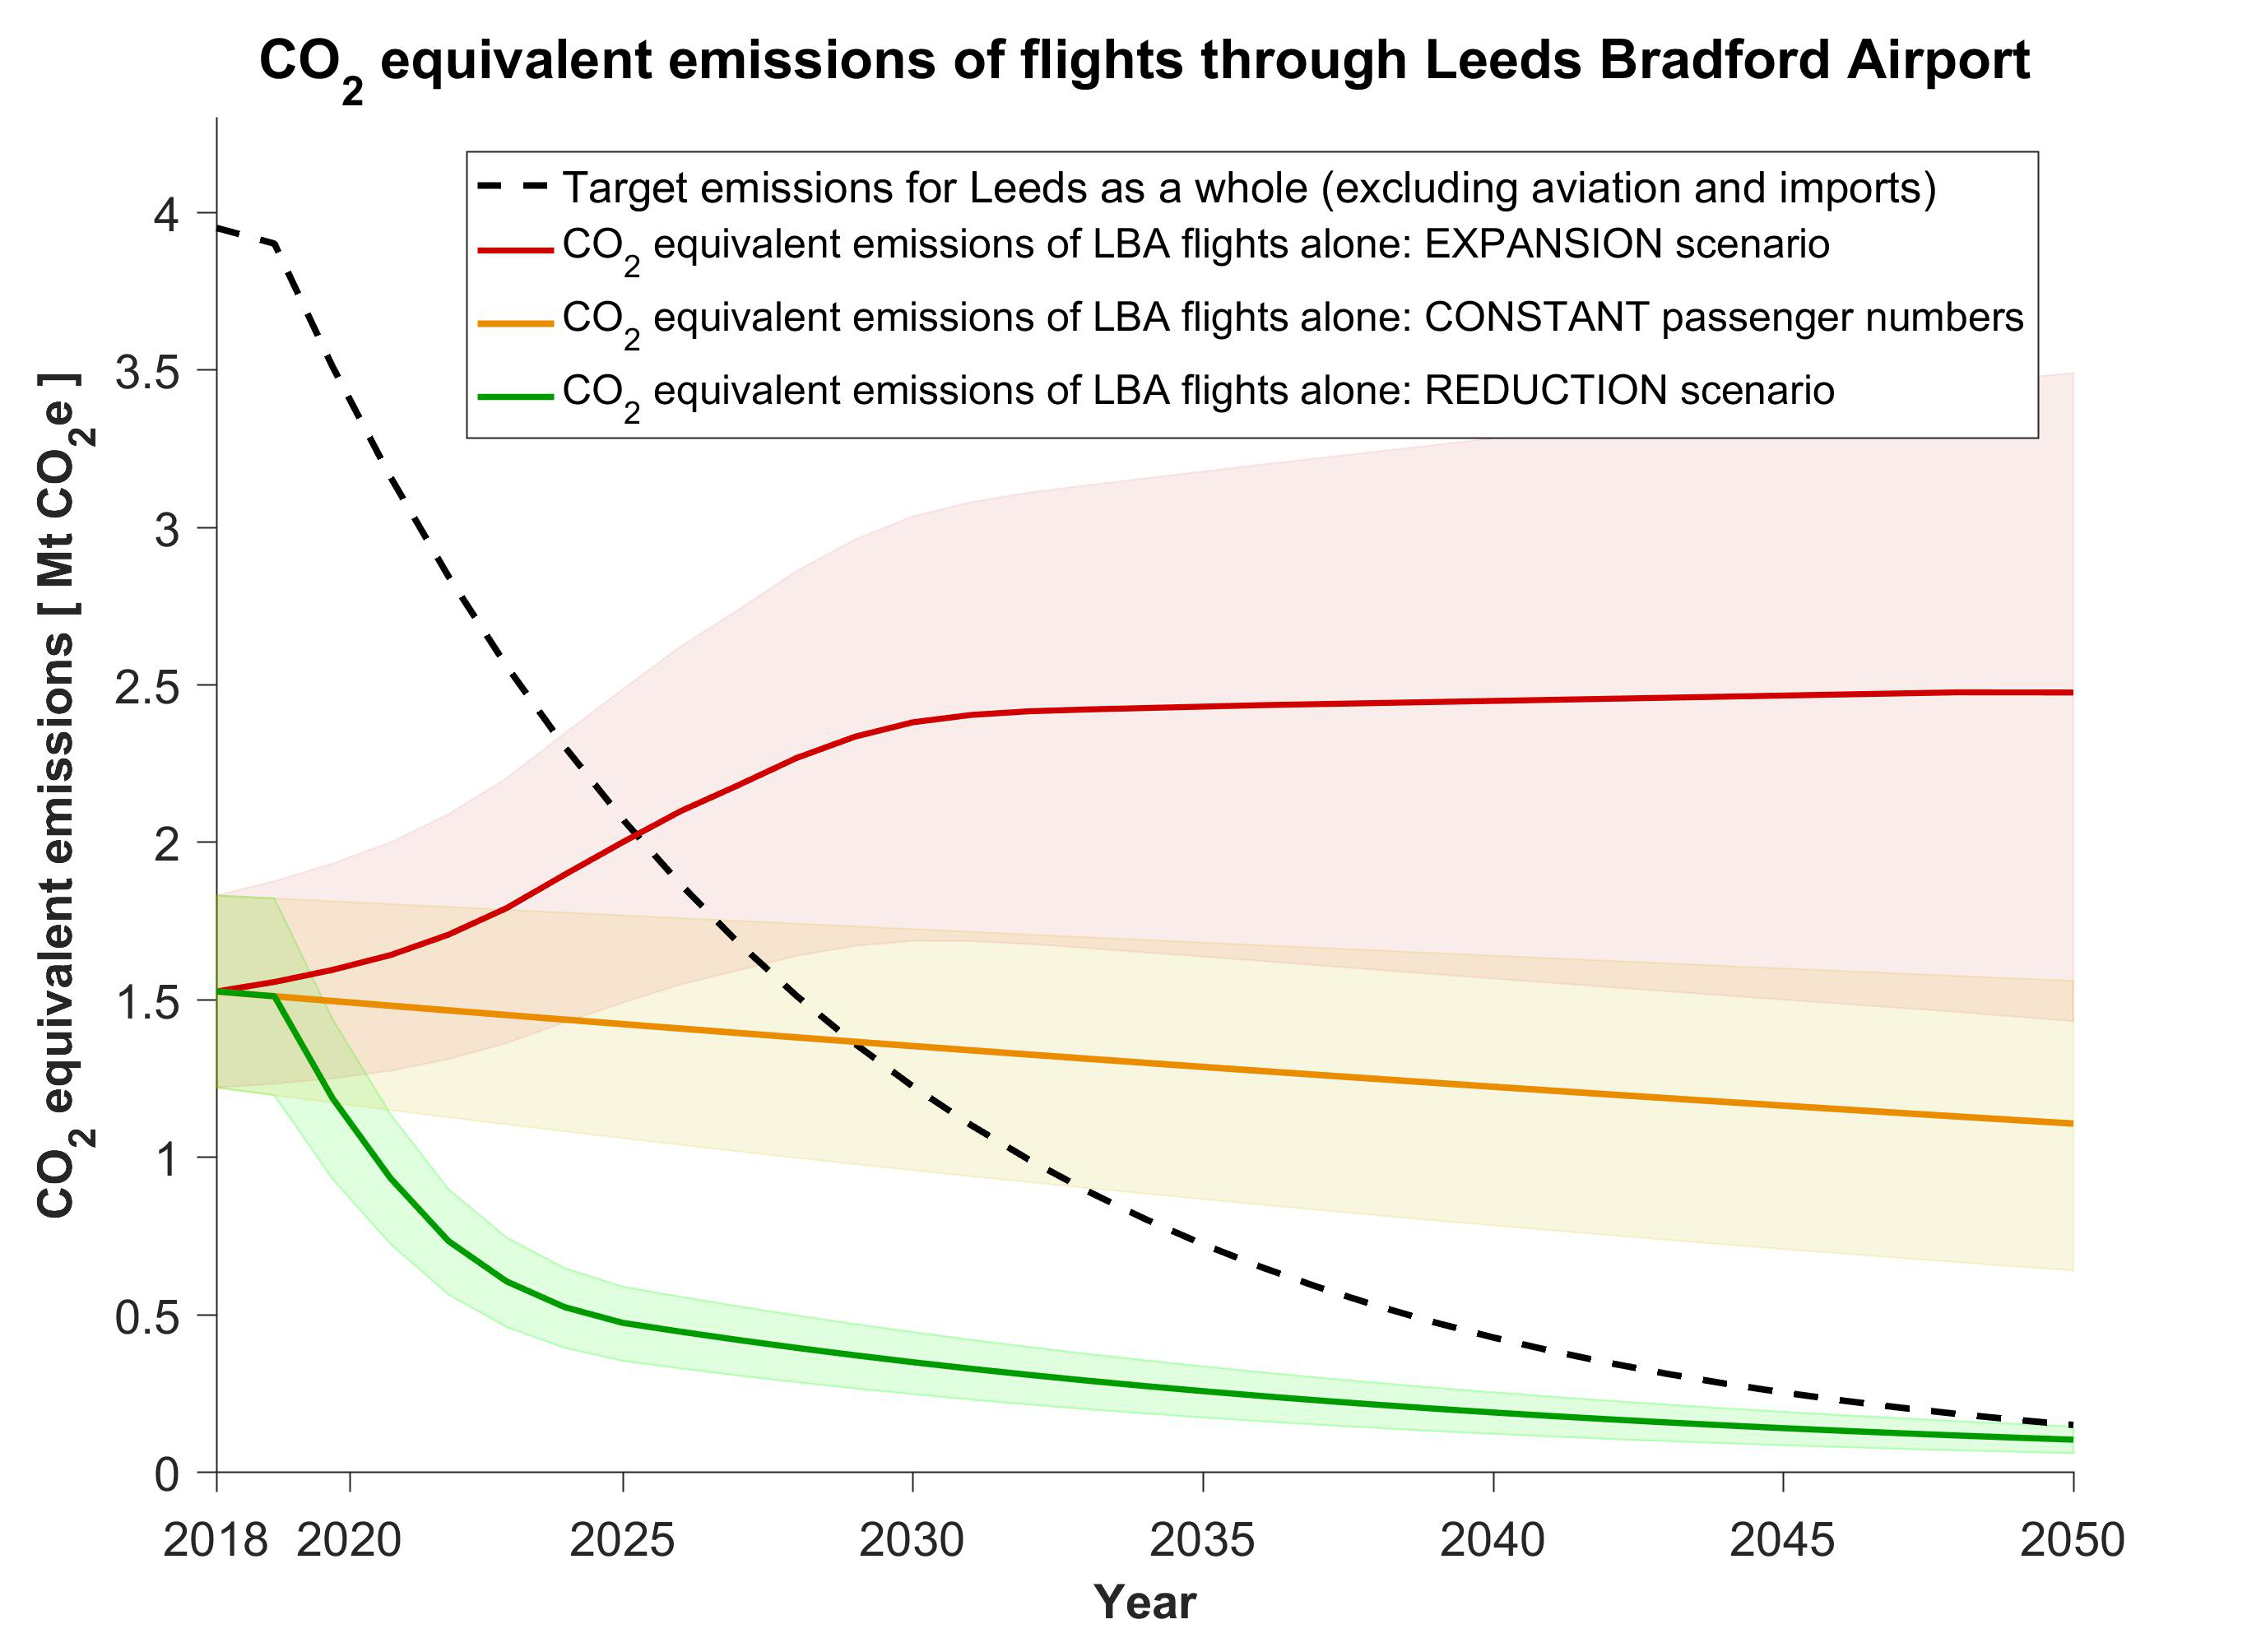 CO2 equivalent emissions of flights through Leeds Bradford Airport
Target emissions for Leeds as a whole (excluding aviation and imports)
CO2 equivalent emissions of LBA flights alone: EXPANSION scenario
CO2 equivalent emissions of LBA flights alone: CONSTANT passenger numbers
CO2 equivalent emissions of LBA flights alone: REDUCTION scenario
CO2 equivalent emissions [ Mt CO2e ]
4
3.5
3
2.5
2
1.5
1
0.5
0
2018 2020 2025 2030 2035 2040 2045 2050
Year